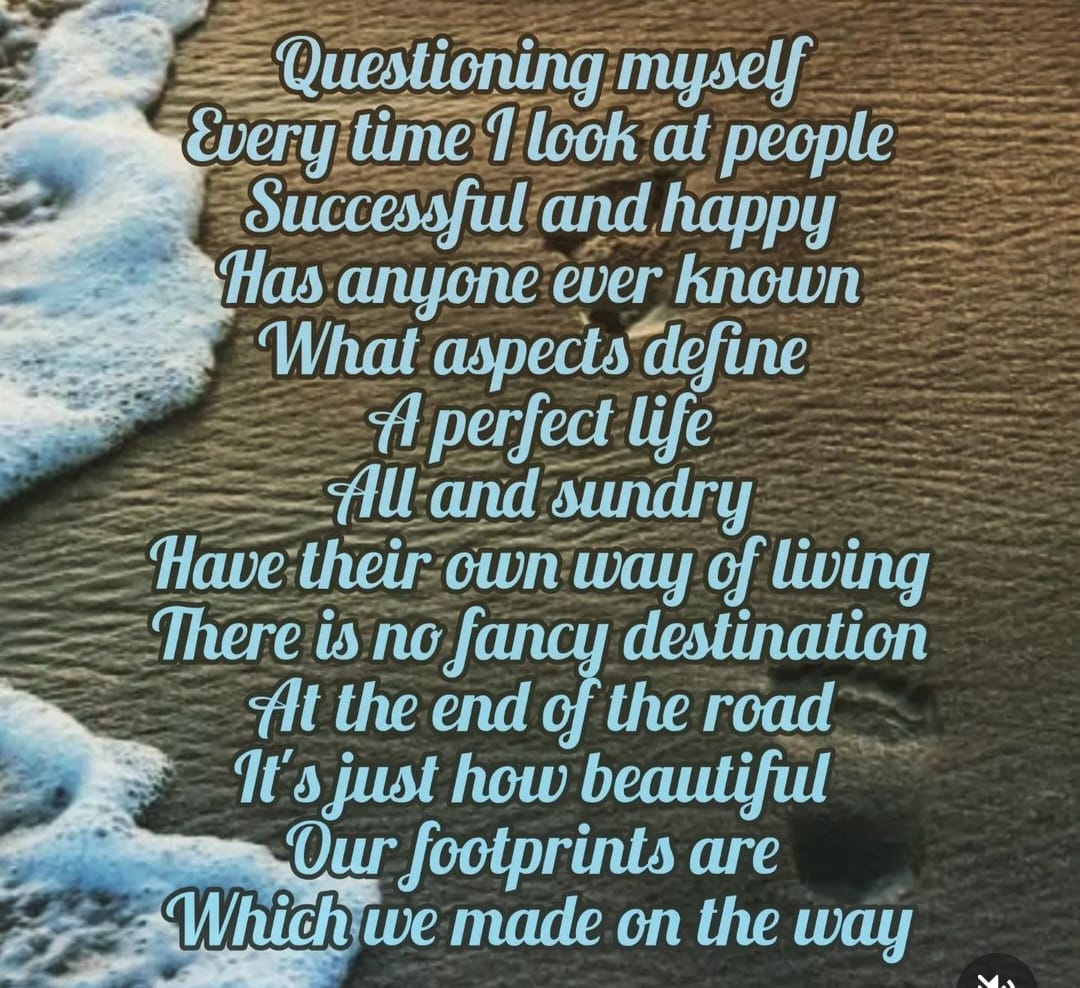 Questioning myself
Every time I look at people
Successful and happy
Has anyone ever known
What aspects define
A perfect life
All and sundry
Have their own way of living
There is no fancy destination
At the end of the road
It's just how beautiful
Our footprints are
Which we made on the way